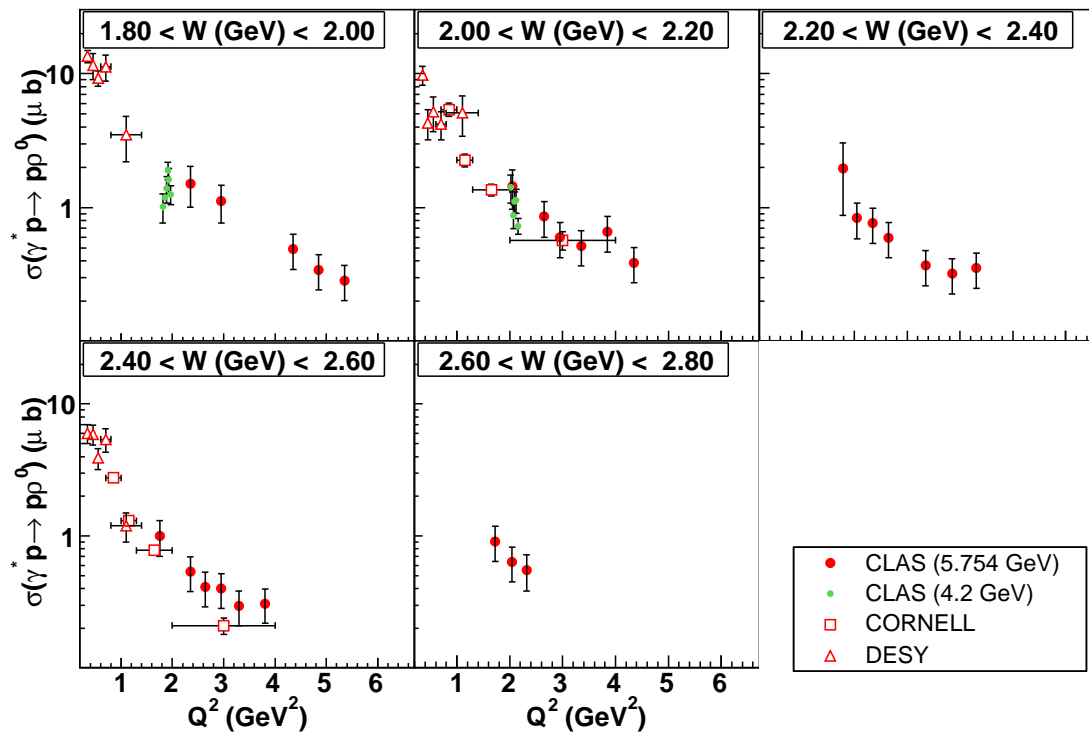 1.80 < W (GeV) < 2.00
2.00 < W (GeV) < 2.20
2.20 < W (GeV) < 2.40
10
1
σ(γ* p→ pρ⁰) (μ b)
2.40 < W (GeV) < 2.60
2.60 < W (GeV) < 2.80
10
1
σ(γ* p→ pρ⁰) (μ b)
1 2 3 4 5 6
1 2 3 4 5 6
Q² (GeV²)
Q² (GeV²)
CLAS (5.754 GeV)
CLAS (4.2 GeV)
CORNELL
DESY